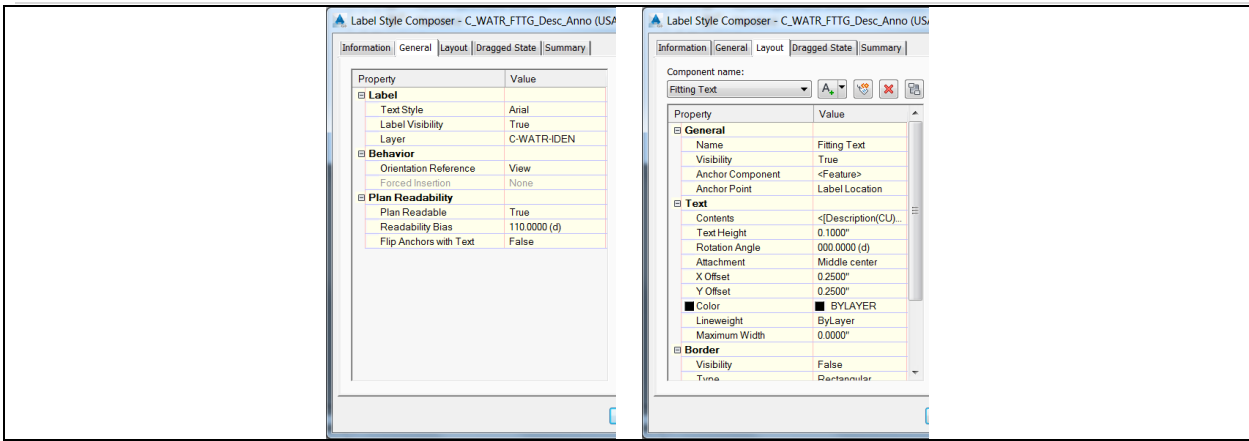 Label Style Composer - C_WATR_FTTG_Desc_Anno (USA
Information General Layout Dragged State Summary
Property Value
Label
Text Style Arial
Label Visibility True
Layer C-WATR-IDEN
Behavior
Orientation Reference View
Forced Insertion None
Plan Readability
Plan Readable True
Readability Bias 110.0000 (d)
Flip Anchors with Text False
Label Style Composer - C_WATR_FTTG_Desc_Anno (USA
Information General Layout Dragged State Summary
Component name:
Fitting Text
Property Value
General
Name Fitting Text
Visibility True
Anchor Component <Feature>
Anchor Point Label Location
Text
Contents <[Description(CU)...
Text Height 0.1000"
Rotation Angle 000.0000 (d)
Attachment Middle center
X Offset 0.2500"
Y Offset 0.2500"
Color BYLAYER
Lineweight ByLayer
Maximum Width 0.0000"
Border
Visibility False
Type Rectangular